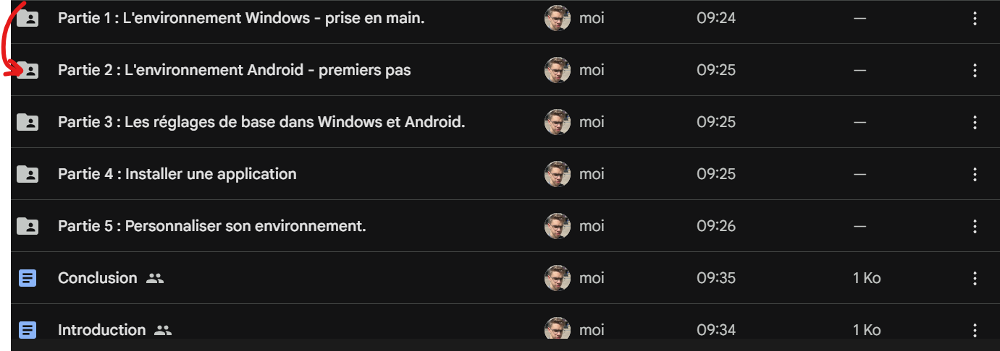 Partie 1 : L'environnement Windows - prise en main. moi 09:24 —
Partie 2 : L'environnement Android - premiers pas moi 09:25 —
Partie 3 : Les réglages de base dans Windows et Android. moi 09:25 —
Partie 4 : Installer une application moi 09:25 —
Partie 5 : Personnaliser son environnement. moi 09:26 —
Conclusion moi 09:35 1 Ko
Introduction moi 09:34 1 Ko